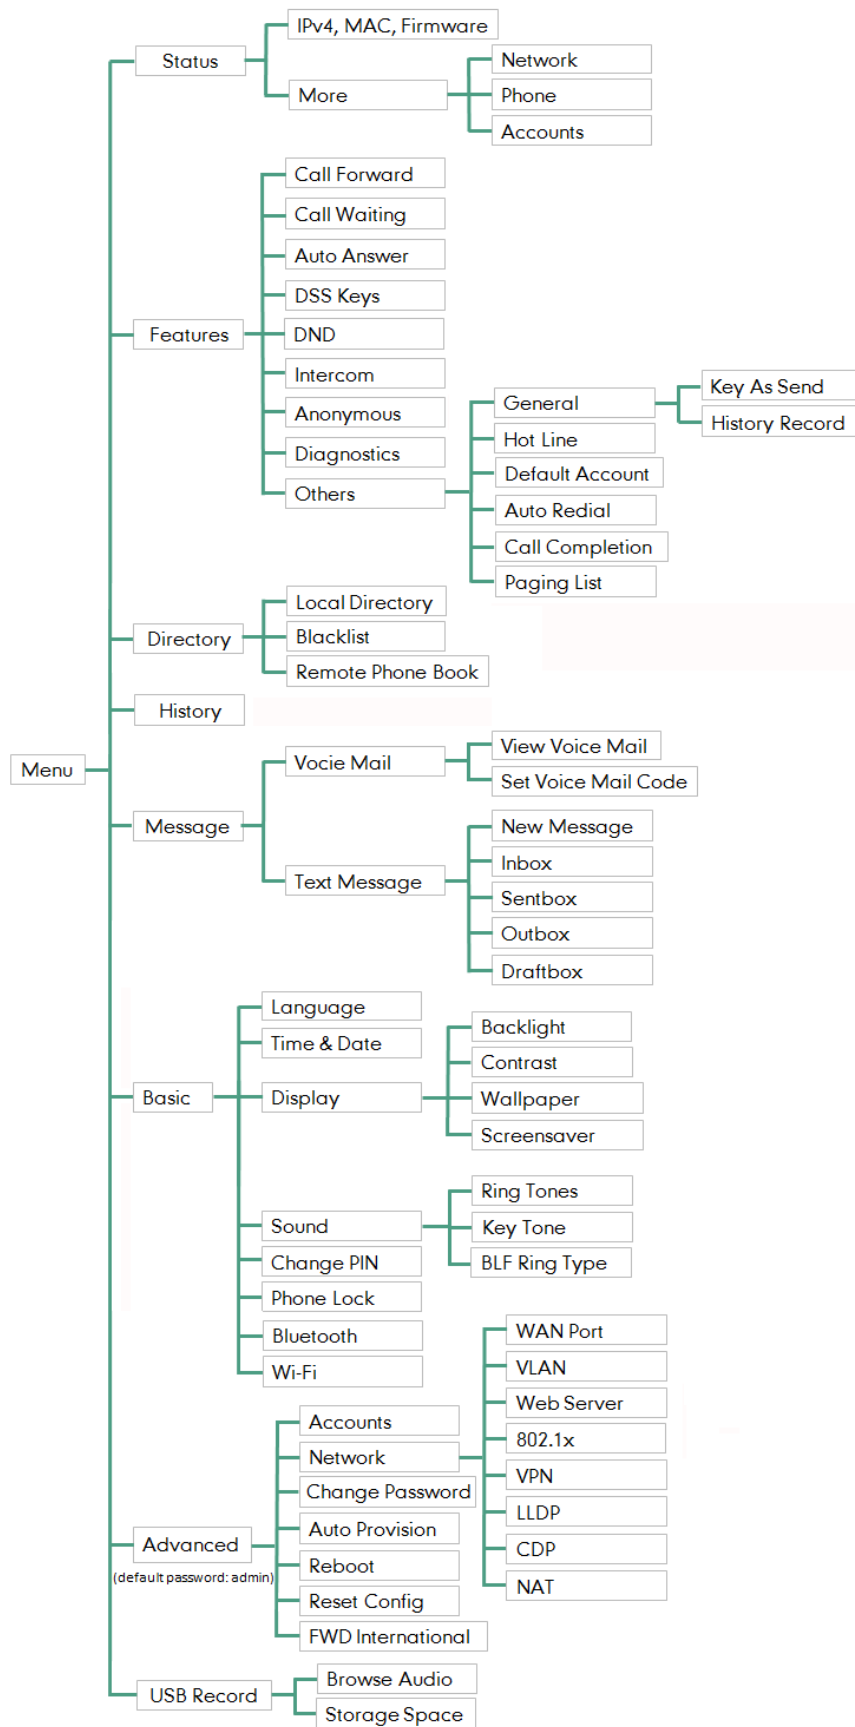 IPv4, MAC, Firmware
Status
Network
More
Phone
Accounts
Call Forward
Call Waiting
Auto Answer
DSS Keys
Features
DND
Intercom
Key As Send
General
Anonymous
History Record
Hot Line
Diagnostics
Default Account
Others
Auto Redial
Call Completion
Paging List
Local Directory
Directory
Blacklist
Remote Phone Book
History
View Voice Mail
Vocie Mail
Menu
Set Voice Mail Code
Message
New Message
Inbox
Text Message
Sentbox
Outbox
Draftbox
Language
Backlight
Time & Date
Contrast
Basic
Display
Wallpaper
Screensaver
Ring Tones
Sound
Key Tone
Change PIN
BLF Ring Type
Phone Lock
Bluetooth
WAN Port
Wi-Fi
VLAN
Web Server
Accounts
802.1x
Network
VPN
Change Password
LLDP
Auto Provision
Advanced
CDP
(default password: admin)
Reboot
NAT
Reset Config
FWD International
Browse Audio
USB Record
Storage Space